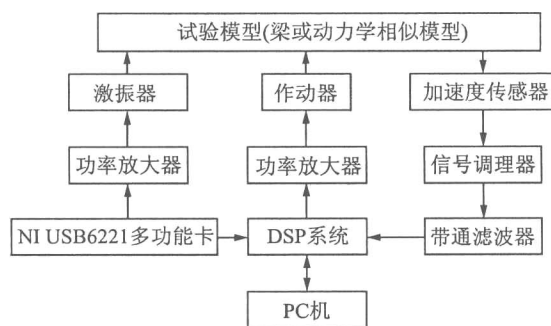 试验模型(梁或动力学相似模型)
激振器
作动器
加速度传感器
功率放大器
功率放大器
信号调理器
NI USB6221多功能卡
DSP系统
带通滤波器
PC机